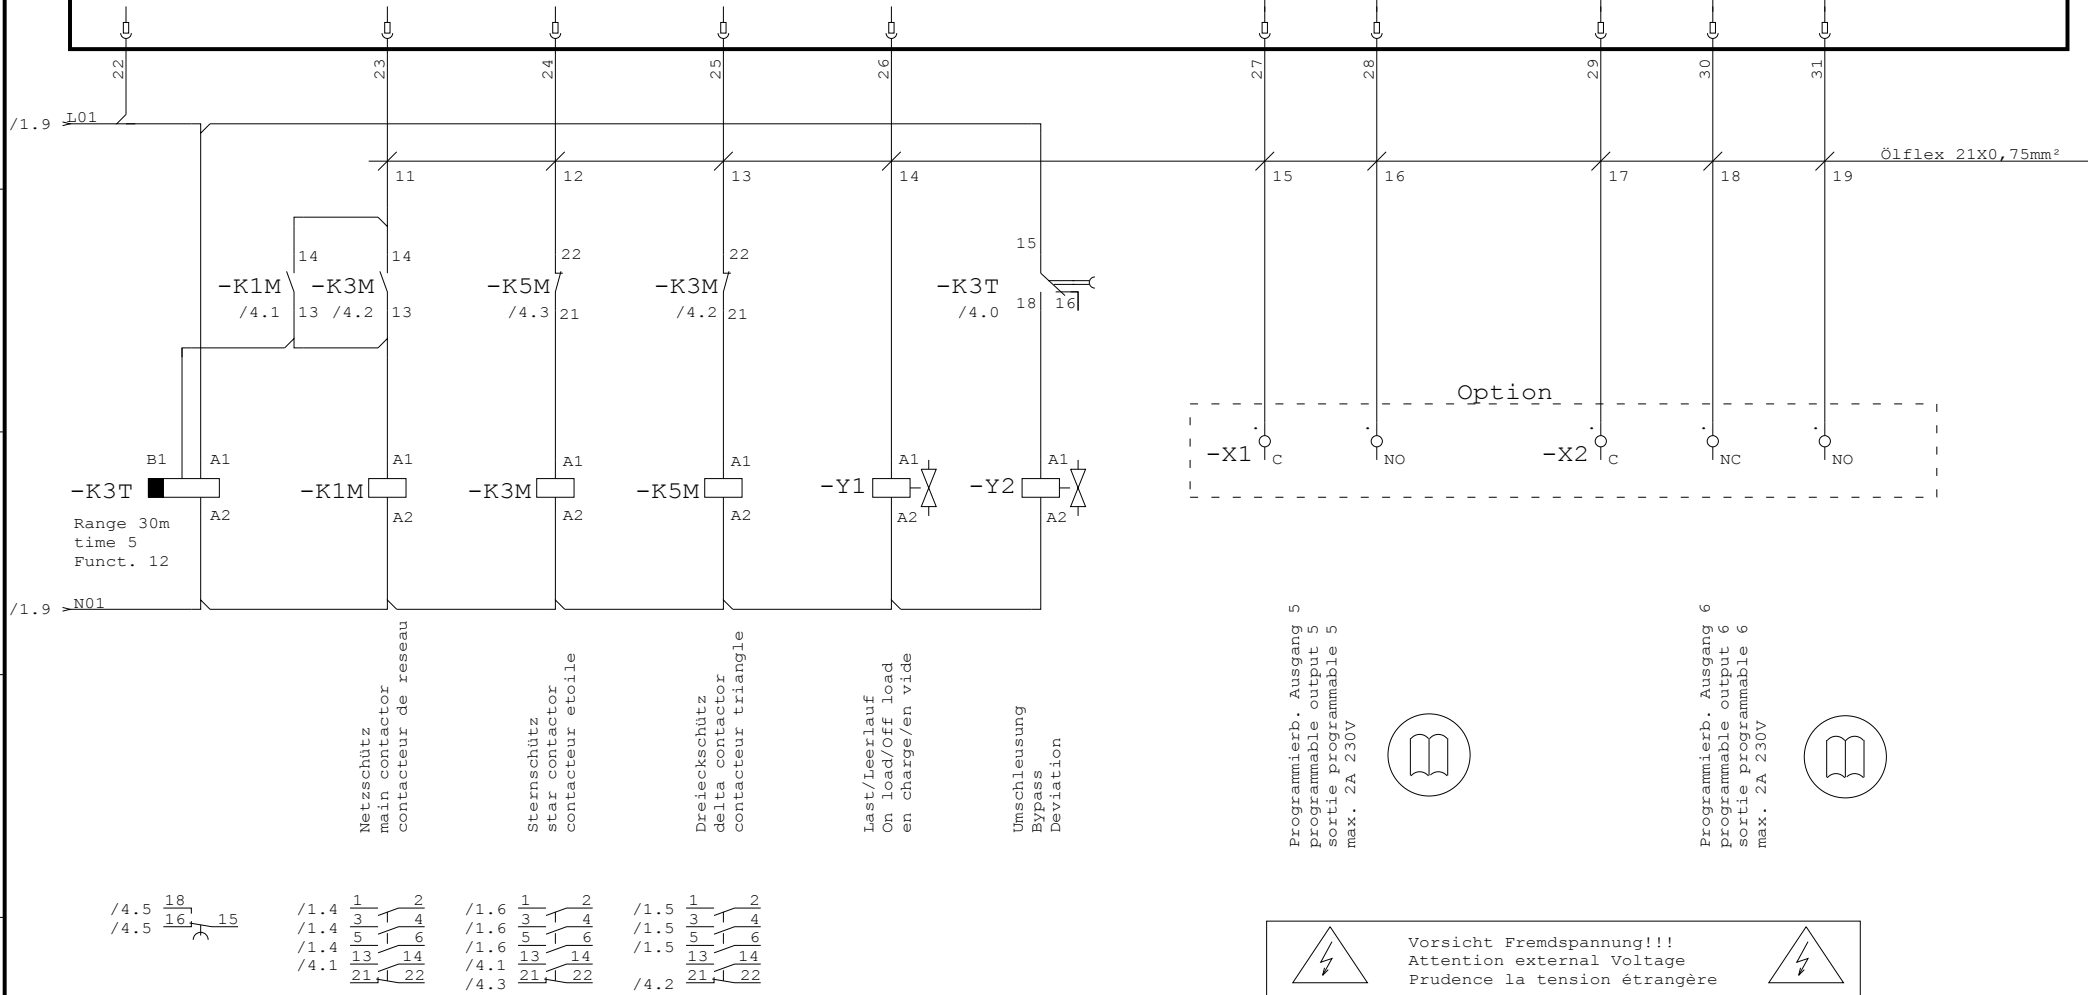 22
23
24
25
26
27
28
29
30
31
/1.9 L01
Ölflex 21X0,75mm²
11
12
13
14
15
16
17
18
19
14
14
22
22
15
-K1M
-K3M
-K5M
-K3M
-K3T
/4.1 13
/4.2 13
/4.3 21
/4.2 21
/4.0
18 16
Option
-X1 C
NO
-X2 C
NC
NO
B1 A1
A1
A1
A1
A1
A1
-K3T
-K1M
-K3M
-K5M
-Y1
-Y2
A2
A2
A2
A2
A2
A2
Range 30m
time 5
Funct. 12
/1.9 N01
Netzschütz
main contactor
contacteur de reseau
Sternschütz
star contactor
contacteur etoile
Dreieckschütz
delta contactor
contacteur triangle
Last/Leerlauf
On load/Off load
en charge/en vide
Umschleusung
Bypass
Deviation
Programmierb. Ausgang 5
programmable output 5
sortie programmable 5
max. 2A 230V
Programmierb. Ausgang 6
programmable output 6
sortie programmable 6
max. 2A 230V
/4.5 18
/4.5 16 15
/1.4 1 2
/1.4 3 4
/1.4 5 6
/4.1 13 14
21 22
/1.6 1 2
/1.6 3 4
/1.6 5 6
/4.1 13 14
/4.3 21 22
/1.5 1 2
/1.5 3 4
/1.5 5 6
13 14
/4.2 21 22
Vorsicht Fremdspannung!!!
Attention external Voltage
Prudence la tension étrangère